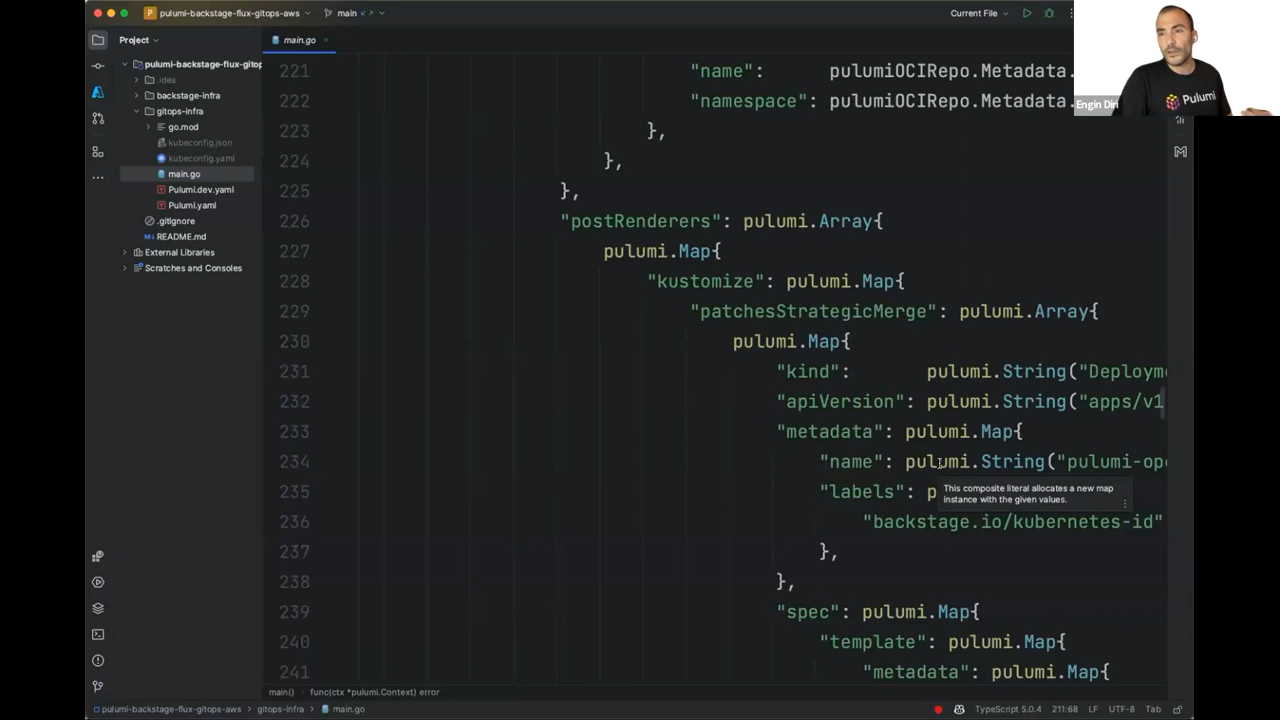 pulumi-backstage-flux-gitops-aws
main
Current File
Project
main.go
pulumi-backstage-flux-gitop
.idea
backstage-infra
gitops-infra
go.mod
kubeconfig.json
kubeconfig.yaml
main.go
Pulumi.dev.yaml
Pulumi.yaml
.gitignore
README.md
External Libraries
Scratches and Consoles
221 "name": pulumiOCIRepo.Metadata.
222 "namespace": pulumiOCIRepo.Metadata.
223 },
224 },
225 },
226 "postRenderers": pulumi.Array{
227 pulumi.Map{
228 "kustomize": pulumi.Map{
229 "patchesStrategicMerge": pulumi.Array{
230 pulumi.Map{
231 "kind": pulumi.String("Deployme
232 "apiVersion": pulumi.String("apps/v1
233 "metadata": pulumi.Map{
234 "name": pulumi.String("pulumi-ope
235 "labels": p
This composite literal allocates a new map
instance with the given values.
236 "backstage.io/kubernetes-id"
237 },
238 },
239 "spec": pulumi.Map{
240 "template": pulumi.Map{
241 "metadata": pulumi.Map{
main() func(ctx *pulumi.Context) error
pulumi-backstage-flux-gitops-aws > gitops-infra > main.go
TypeScript 5.0.4 211:68 LF UTF-8 Tab
Engin Diri
Pulumi